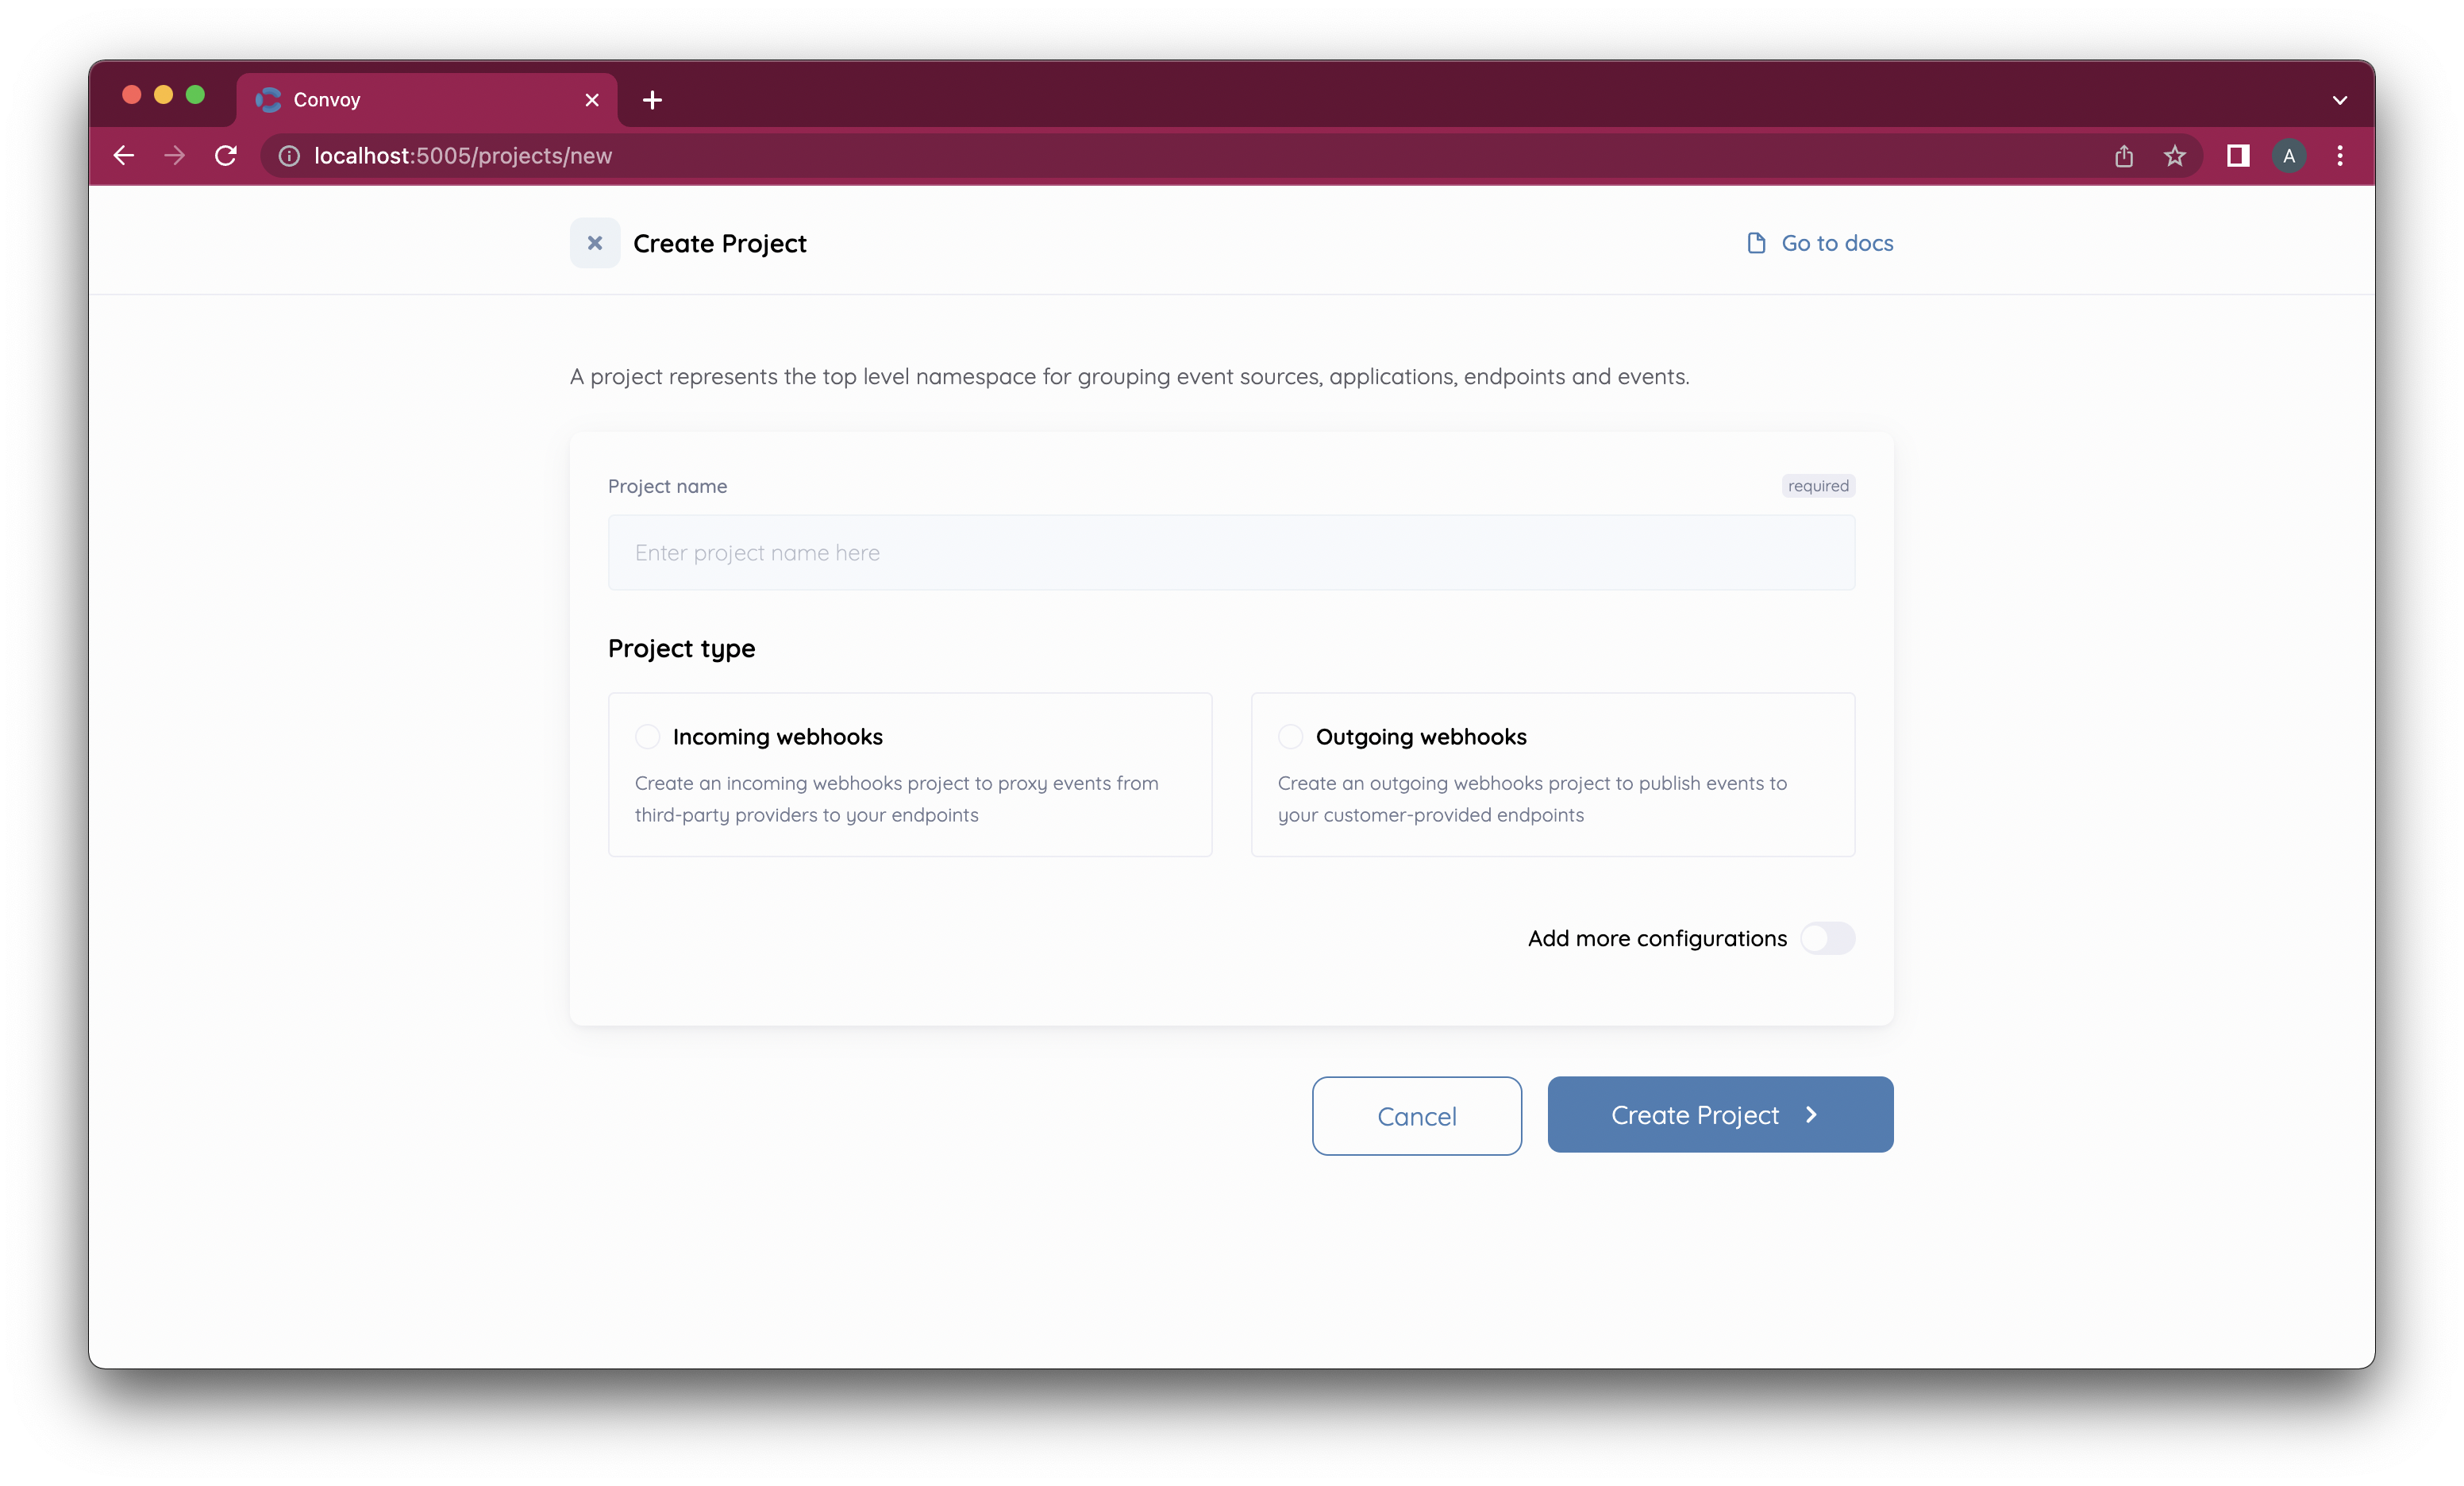 Convoy
localhost:5005/projects/new
A
Create Project
Go to docs
A project represents the top level namespace for grouping event sources, applications, endpoints and events.
Project name
required
Enter project name here
Project type
Incoming webhooks
Create an incoming webhooks project to proxy events from
third-party providers to your endpoints
Outgoing webhooks
Create an outgoing webhooks project to publish events to
your customer-provided endpoints
Add more configurations
Cancel
Create Project